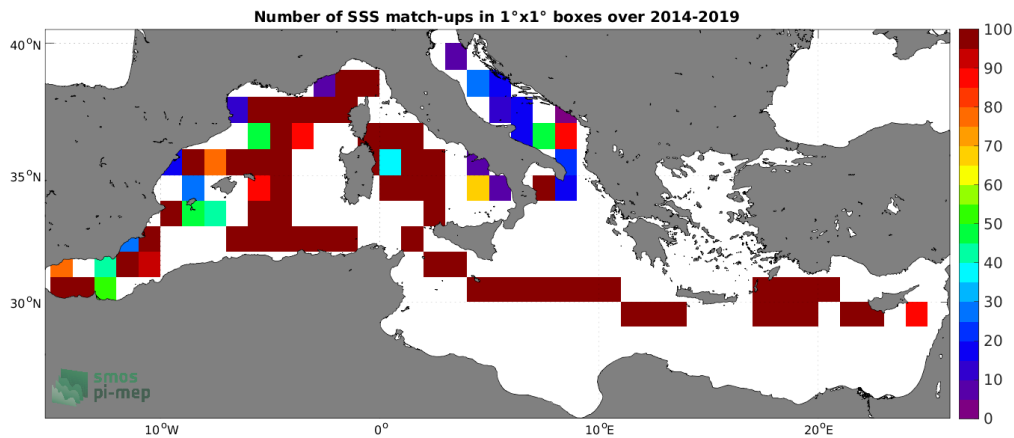 Number of SSS match-ups in 1°x1° boxes over 2014-2019
40°N
35°N
30°N
10°W
0°
10°E
20°E
100
90
80
70
60
50
40
30
20
10
0
smos
pi-mep